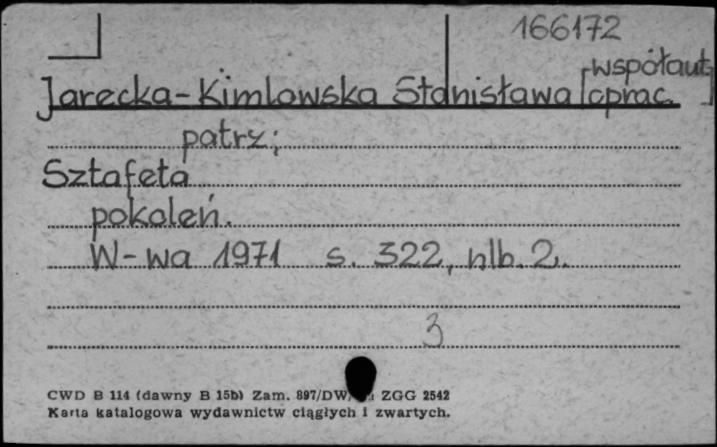 166172
[współaut.]
Jarecka-Kimlowska Stanisława oprac.
patrz:
Sztafeta
pokoleń.
W-wa 1971 s. 322, nlb. 2.
3
CWD B 114 (dawny B 15b) Zam. 897/DW/ ZGG 2542
Karta katalogowa wydawnictw ciągłych i zwartych.